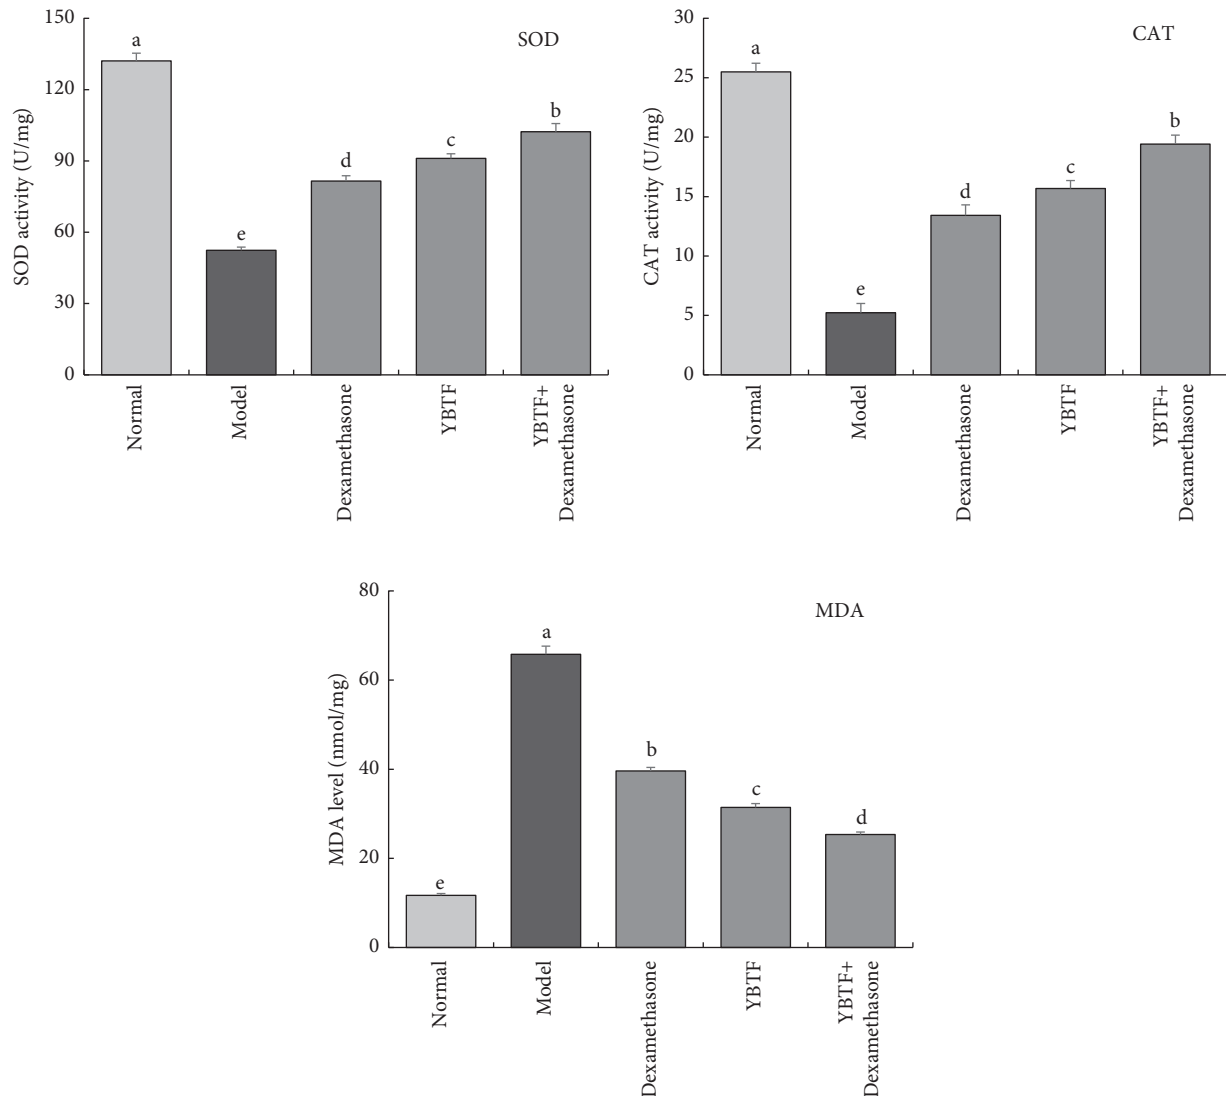 SOD
SOD activity (U/mg)
150
120
90
60
30
0
a
e
d
c
b
Normal
Model
Dexamethasone
YBTF
YBTF+
Dexamethasone
CAT
CAT activity (U/mg)
30
25
20
15
10
5
0
a
e
d
c
b
Normal
Model
Dexamethasone
YBTF
YBTF+
Dexamethasone
MDA
MDA level (nmol/mg)
80
60
40
20
0
e
a
b
c
d
Normal
Model
Dexamethasone
YBTF
YBTF+
Dexamethasone